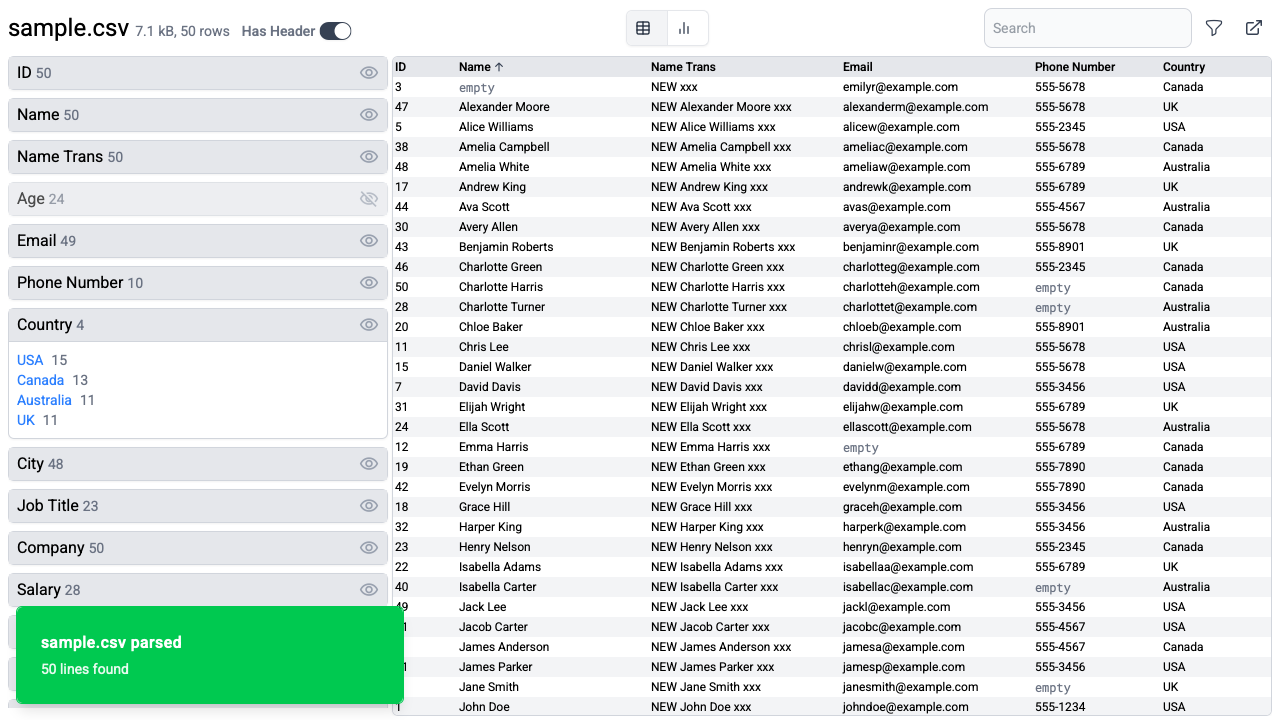 sample.csv 7.1 kB, 50 rows Has Header
Search
ID 50
Name 50
Name Trans 50
Age 24
Email 49
Phone Number 10
Country 4
USA 15
Canada 13
Australia 11
UK 11
City 48
Job Title 23
Company 50
Salary 28
sample.csv parsed
50 lines found
ID Name ↑ Name Trans Email Phone Number Country
3 empty NEW xxx emilyr@example.com 555-5678 Canada
47 Alexander Moore NEW Alexander Moore xxx alexanderm@example.com 555-5678 UK
5 Alice Williams NEW Alice Williams xxx alicew@example.com 555-2345 USA
38 Amelia Campbell NEW Amelia Campbell xxx ameliac@example.com 555-5678 Canada
48 Amelia White NEW Amelia White xxx ameliaw@example.com 555-6789 Australia
17 Andrew King NEW Andrew King xxx andrewk@example.com 555-6789 UK
44 Ava Scott NEW Ava Scott xxx avas@example.com 555-4567 Australia
30 Avery Allen NEW Avery Allen xxx averya@example.com 555-5678 Canada
43 Benjamin Roberts NEW Benjamin Roberts xxx benjaminr@example.com 555-8901 UK
46 Charlotte Green NEW Charlotte Green xxx charlotteg@example.com 555-2345 Canada
50 Charlotte Harris NEW Charlotte Harris xxx charlotteh@example.com empty Canada
28 Charlotte Turner NEW Charlotte Turner xxx charlottet@example.com empty Australia
20 Chloe Baker NEW Chloe Baker xxx chloeb@example.com 555-8901 Australia
11 Chris Lee NEW Chris Lee xxx chrisl@example.com 555-5678 USA
15 Daniel Walker NEW Daniel Walker xxx danielw@example.com 555-5678 USA
7 David Davis NEW David Davis xxx davidd@example.com 555-3456 USA
31 Elijah Wright NEW Elijah Wright xxx elijahw@example.com 555-6789 UK
24 Ella Scott NEW Ella Scott xxx ellascott@example.com 555-5678 Australia
12 Emma Harris NEW Emma Harris xxx empty 555-6789 Canada
19 Ethan Green NEW Ethan Green xxx ethang@example.com 555-7890 Canada
42 Evelyn Morris NEW Evelyn Morris xxx evelynm@example.com 555-7890 Canada
18 Grace Hill NEW Grace Hill xxx graceh@example.com 555-3456 USA
32 Harper King NEW Harper King xxx harperk@example.com 555-3456 Australia
23 Henry Nelson NEW Henry Nelson xxx henryn@example.com 555-2345 Canada
22 Isabella Adams NEW Isabella Adams xxx isabellaa@example.com 555-6789 UK
40 Isabella Carter NEW Isabella Carter xxx isabellac@example.com empty Australia
49 Jack Lee NEW Jack Lee xxx jackl@example.com 555-3456 USA
1 Jacob Carter NEW Jacob Carter xxx jacobc@example.com 555-4567 USA
James Anderson NEW James Anderson xxx jamesa@example.com 555-4567 Canada
1 James Parker NEW James Parker xxx jamesp@example.com 555-3456 USA
Jane Smith NEW Jane Smith xxx janesmith@example.com empty UK
1 John Doe NEW John Doe xxx johndoe@example.com 555-1234 USA